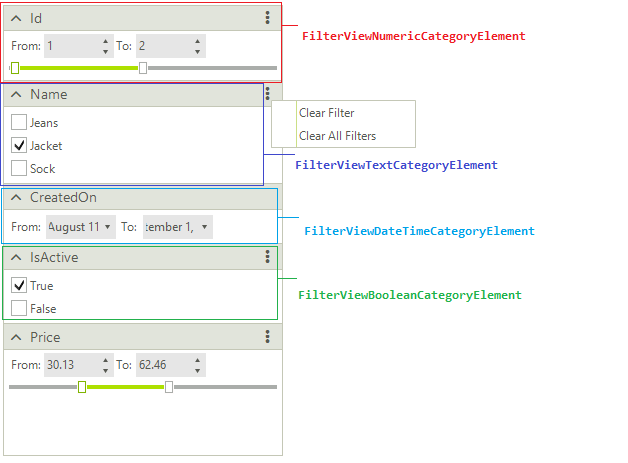 Id
FilterViewNumericCategoryElement
From: 1 To: 2
Name
Clear Filter
Clear All Filters
Jeans
Jacket
Sock
FilterViewTextCategoryElement
CreatedOn
From: August 11 To: tember 1,
FilterViewDateTimeCategoryElement
IsActive
True
False
FilterViewBooleanCategoryElement
Price
From: 30.13 To: 62.46